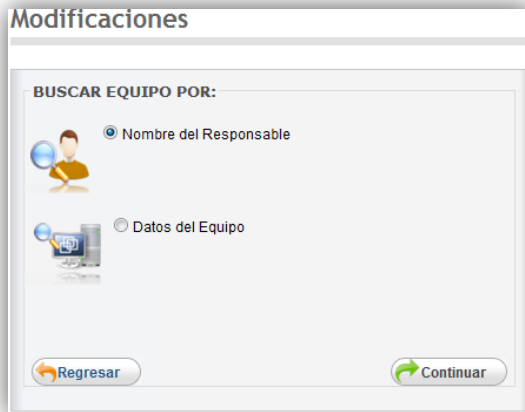 Modificaciones
BUSCAR EQUIPO POR:
Nombre del Responsable
Datos del Equipo
Regresar
Continuar